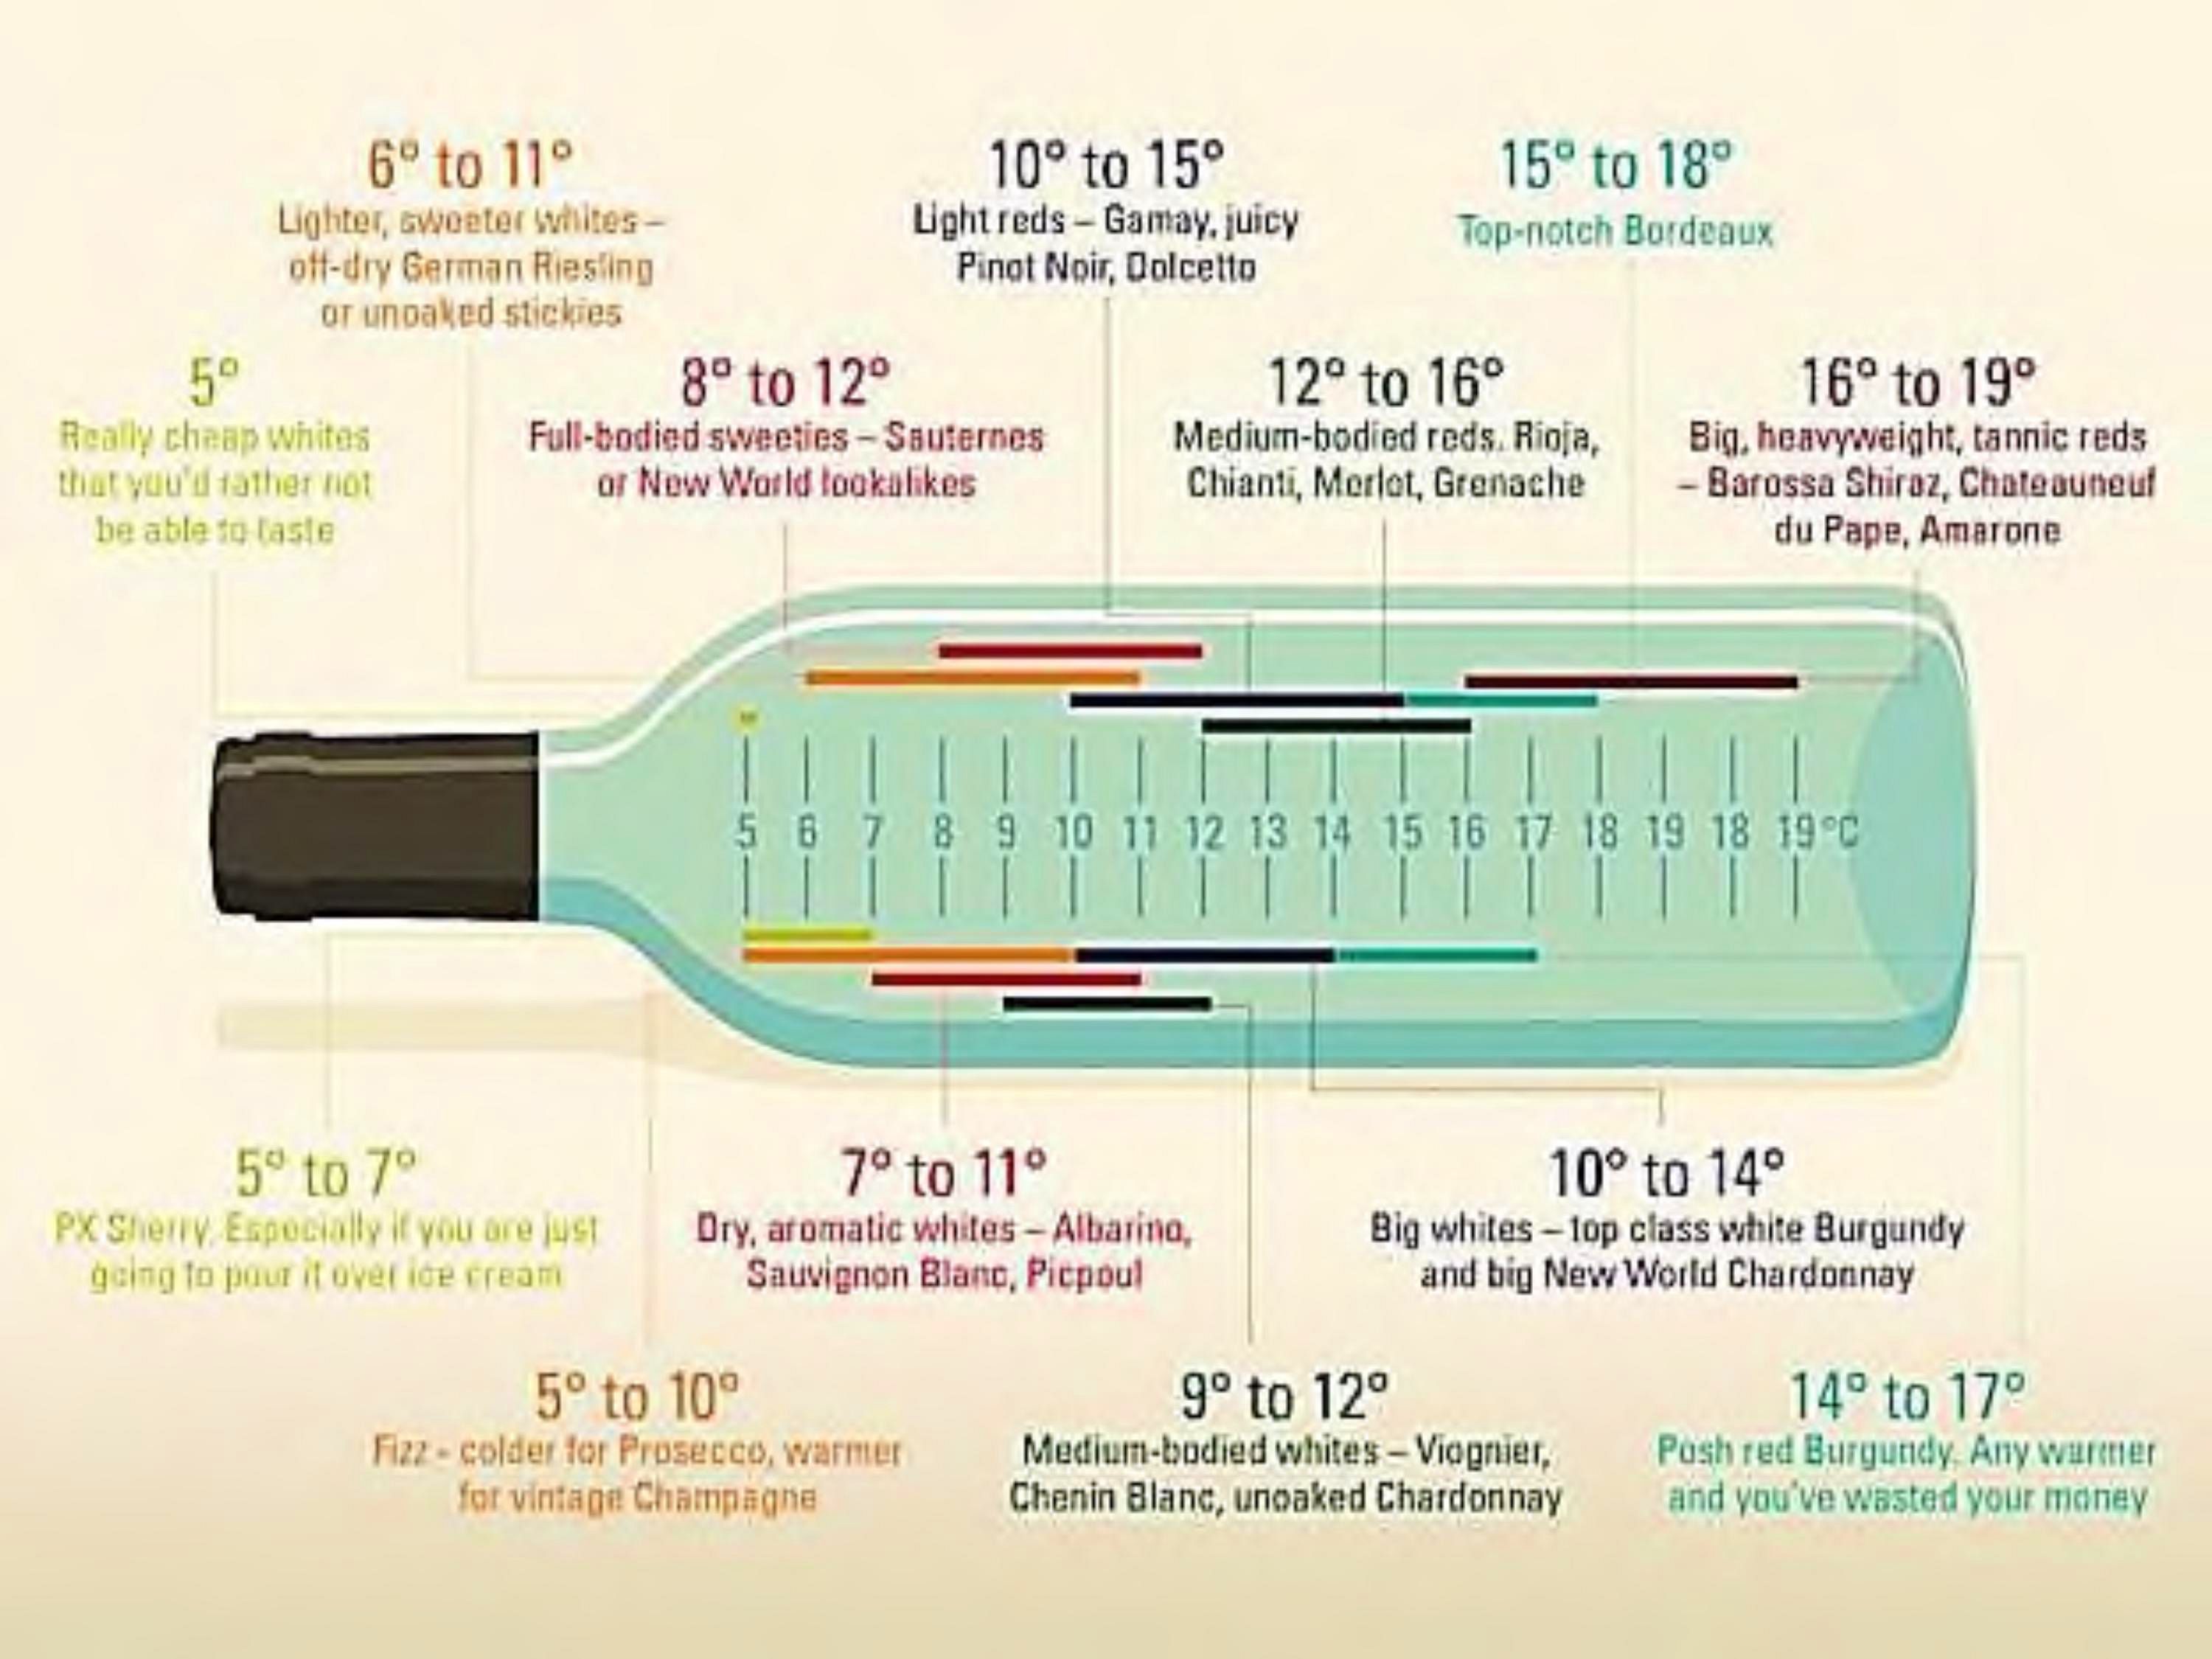 6° to 11°
Lighter, sweeter whites –
off-dry German Riesling
or unoaked stickies
10° to 15°
Light reds – Gamay, juicy
Pinot Noir, Dolcetto
15° to 18°
Top-notch Bordeaux
5°
Really cheap whites
that you'd rather not
be able to taste
8° to 12°
Full-bodied sweeties – Sauternes
or New World lookalikes
12° to 16°
Medium-bodied reds. Rioja,
Chianti, Merlot, Grenache
16° to 19°
Big, heavyweight, tannic reds
– Barossa Shiraz, Chateauneuf
du Pape, Amarone
5 6 7 8 9 10 11 12 13 14 15 16 17 18 19 18 19°C
5° to 7°
PX Sherry. Especially if you are just
going to pour it over ice cream
7° to 11°
Dry, aromatic whites – Albarino,
Sauvignon Blanc, Picpoul
10° to 14°
Big whites – top class white Burgundy
and big New World Chardonnay
5° to 10°
Fizz - colder for Prosecco, warmer
for vintage Champagne
9° to 12°
Medium-bodied whites – Viognier,
Chenin Blanc, unoaked Chardonnay
14° to 17°
Posh red Burgundy. Any warmer
and you've wasted your money